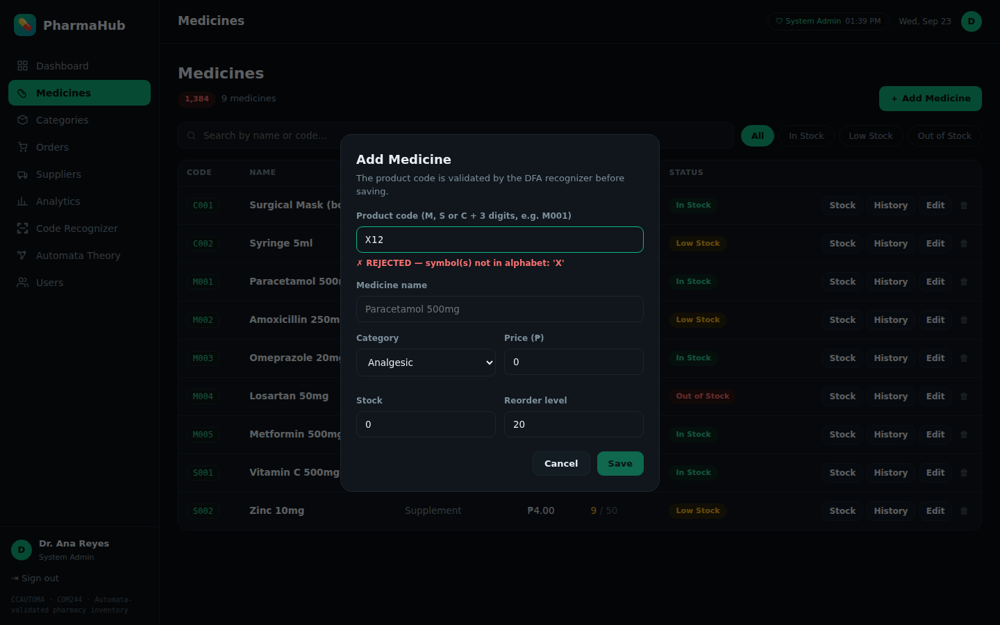 PharmaHub
Medicines
System Admin 01:39 PM
Wed, Sep 23
D
Dashboard
Medicines
Categories
Orders
Suppliers
Analytics
Code Recognizer
Automata Theory
Users
Medicines
1,384
9 medicines
+ Add Medicine
Search by name or code...
All
In Stock
Low Stock
Out of Stock
CODE NAME STATUS
C001 Surgical Mask In Stock Stock History Edit
C002 Syringe 5ml Low Stock Stock History Edit
M001 Paracetamol In Stock Stock History Edit
M002 Amoxicillin Low Stock Stock History Edit
M003 Omeprazole In Stock Stock History Edit
M004 Losartan 50mg Out of Stock Stock History Edit
M005 Metformin In Stock Stock History Edit
S001 Vitamin C 500mg In Stock Stock History Edit
S002 Zinc 10mg Supplement ₱4.00 9 / 50 Low Stock Stock History Edit
Add Medicine
The product code is validated by the DFA recognizer before
saving.
Product code (M, S or C + 3 digits, e.g. M001)
X12
✗ REJECTED — symbol(s) not in alphabet: 'X'
Medicine name
Paracetamol 500mg
Category Price (₱)
Analgesic 0
Stock Reorder level
0 20
Cancel Save
D
Dr. Ana Reyes
System Admin
⇥ Sign out
CCAUTOMA · COM244 · Automata-
validated pharmacy inventory